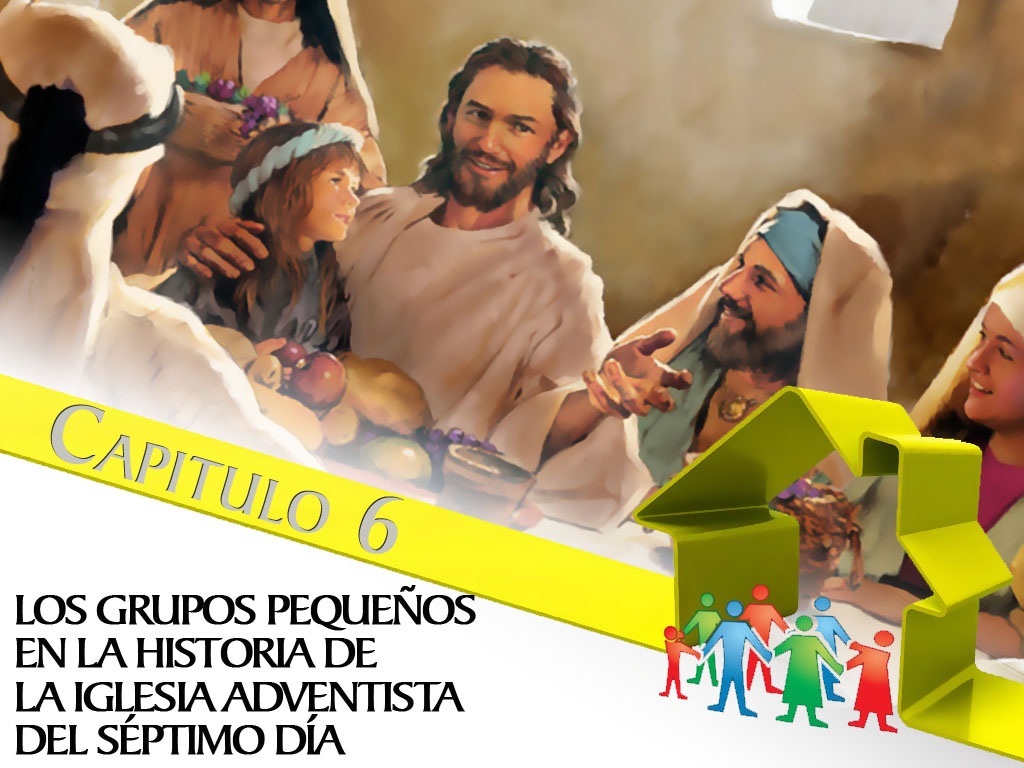 CAPITULO 6
LOS GRUPOS PEQUEÑOS
EN LA HISTORIA DE
LA IGLESIA ADVENTISTA
DEL SÉPTIMO DÍA